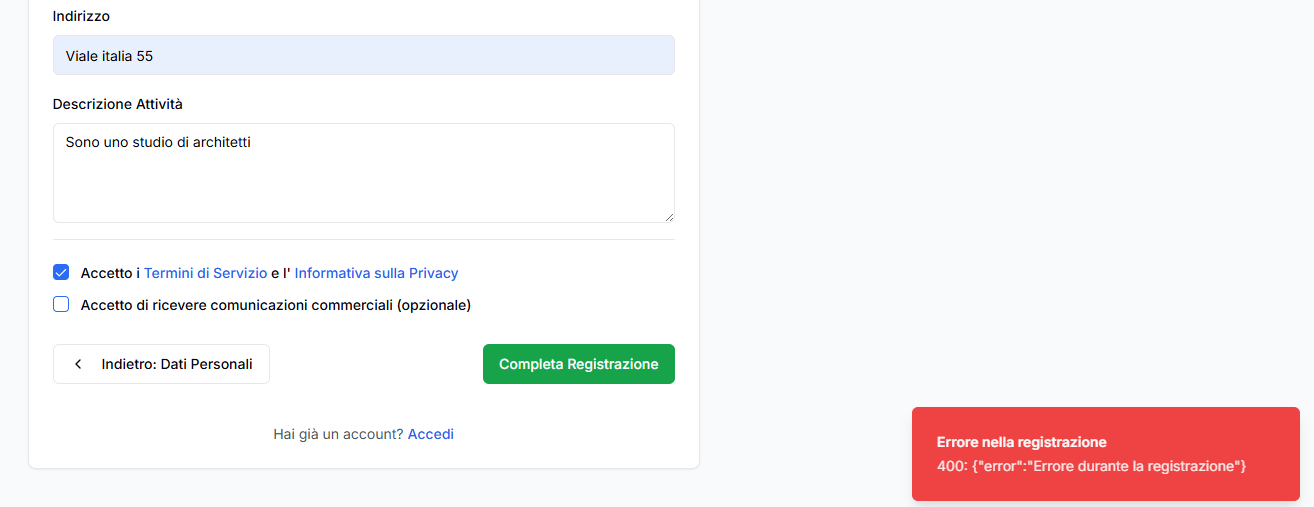 Indirizzo
Viale italia 55
Descrizione Attività
Sono uno studio di architetti
Accetto i Termini di Servizio e l' Informativa sulla Privacy
Accetto di ricevere comunicazioni commerciali (opzionale)
Indietro: Dati Personali
Completa Registrazione
Hai già un account? Accedi
Errore nella registrazione
400: {"error":"Errore durante la registrazione"}